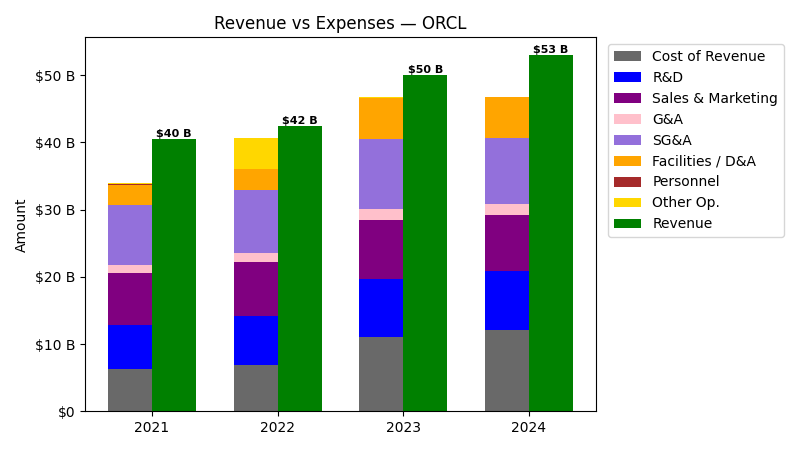 Revenue vs Expenses — ORCL
Amount
$50 B
$40 B
$30 B
$20 B
$10 B
$0
$40 B
$42 B
$50 B
$53 B
2021
2022
2023
2024
Cost of Revenue
R&D
Sales & Marketing
G&A
SG&A
Facilities / D&A
Personnel
Other Op.
Revenue